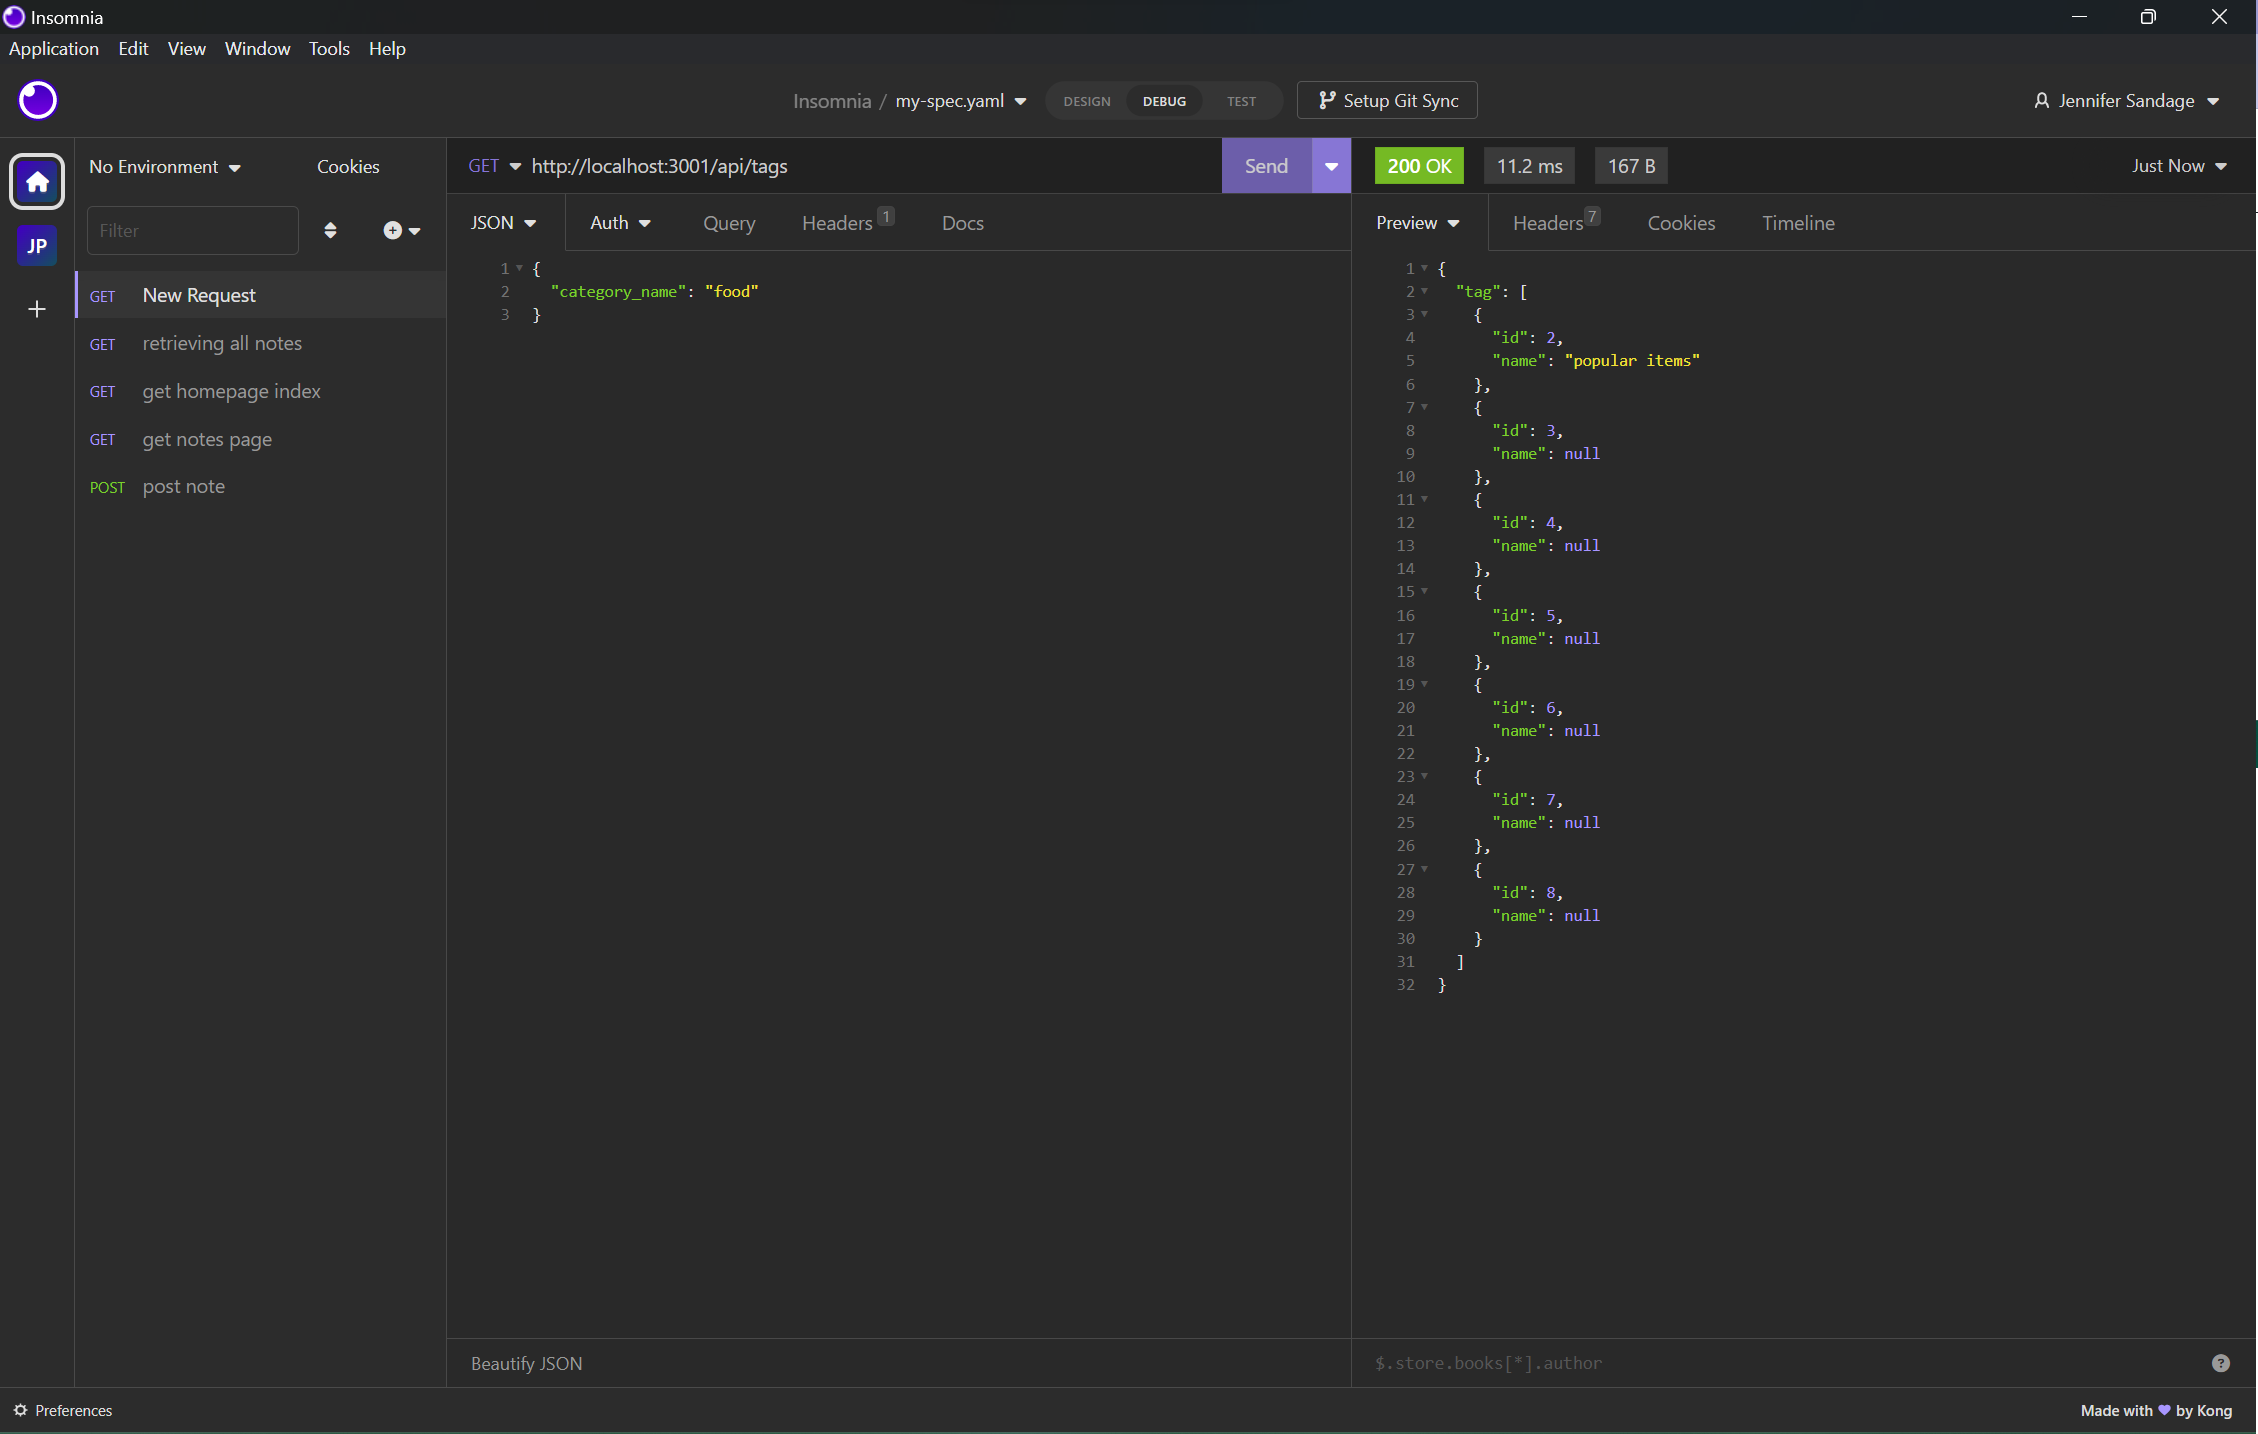 Insomnia
Application Edit View Window Tools Help
Insomnia / my-spec.yaml DESIGN DEBUG TEST Setup Git Sync Jennifer Sandage
No Environment Cookies
GET http://localhost:3001/api/tags Send 200 OK 11.2 ms 167 B Just Now
JP
Filter
JSON Auth Query Headers 1 Docs
Preview Headers 7 Cookies Timeline
GET New Request
GET retrieving all notes
GET get homepage index
GET get notes page
POST post note
1 {
2 "category_name": "food"
3 }
1 {
2 "tag": [
3 {
4 "id": 2,
5 "name": "popular items"
6 },
7 {
8 "id": 3,
9 "name": null
10 },
11 {
12 "id": 4,
13 "name": null
14 },
15 {
16 "id": 5,
17 "name": null
18 },
19 {
20 "id": 6,
21 "name": null
22 },
23 {
24 "id": 7,
25 "name": null
26 },
27 {
28 "id": 8,
29 "name": null
30 }
31 ]
32 }
Beautify JSON
$.store.books[*].author ?
Preferences
Made with 💜 by Kong